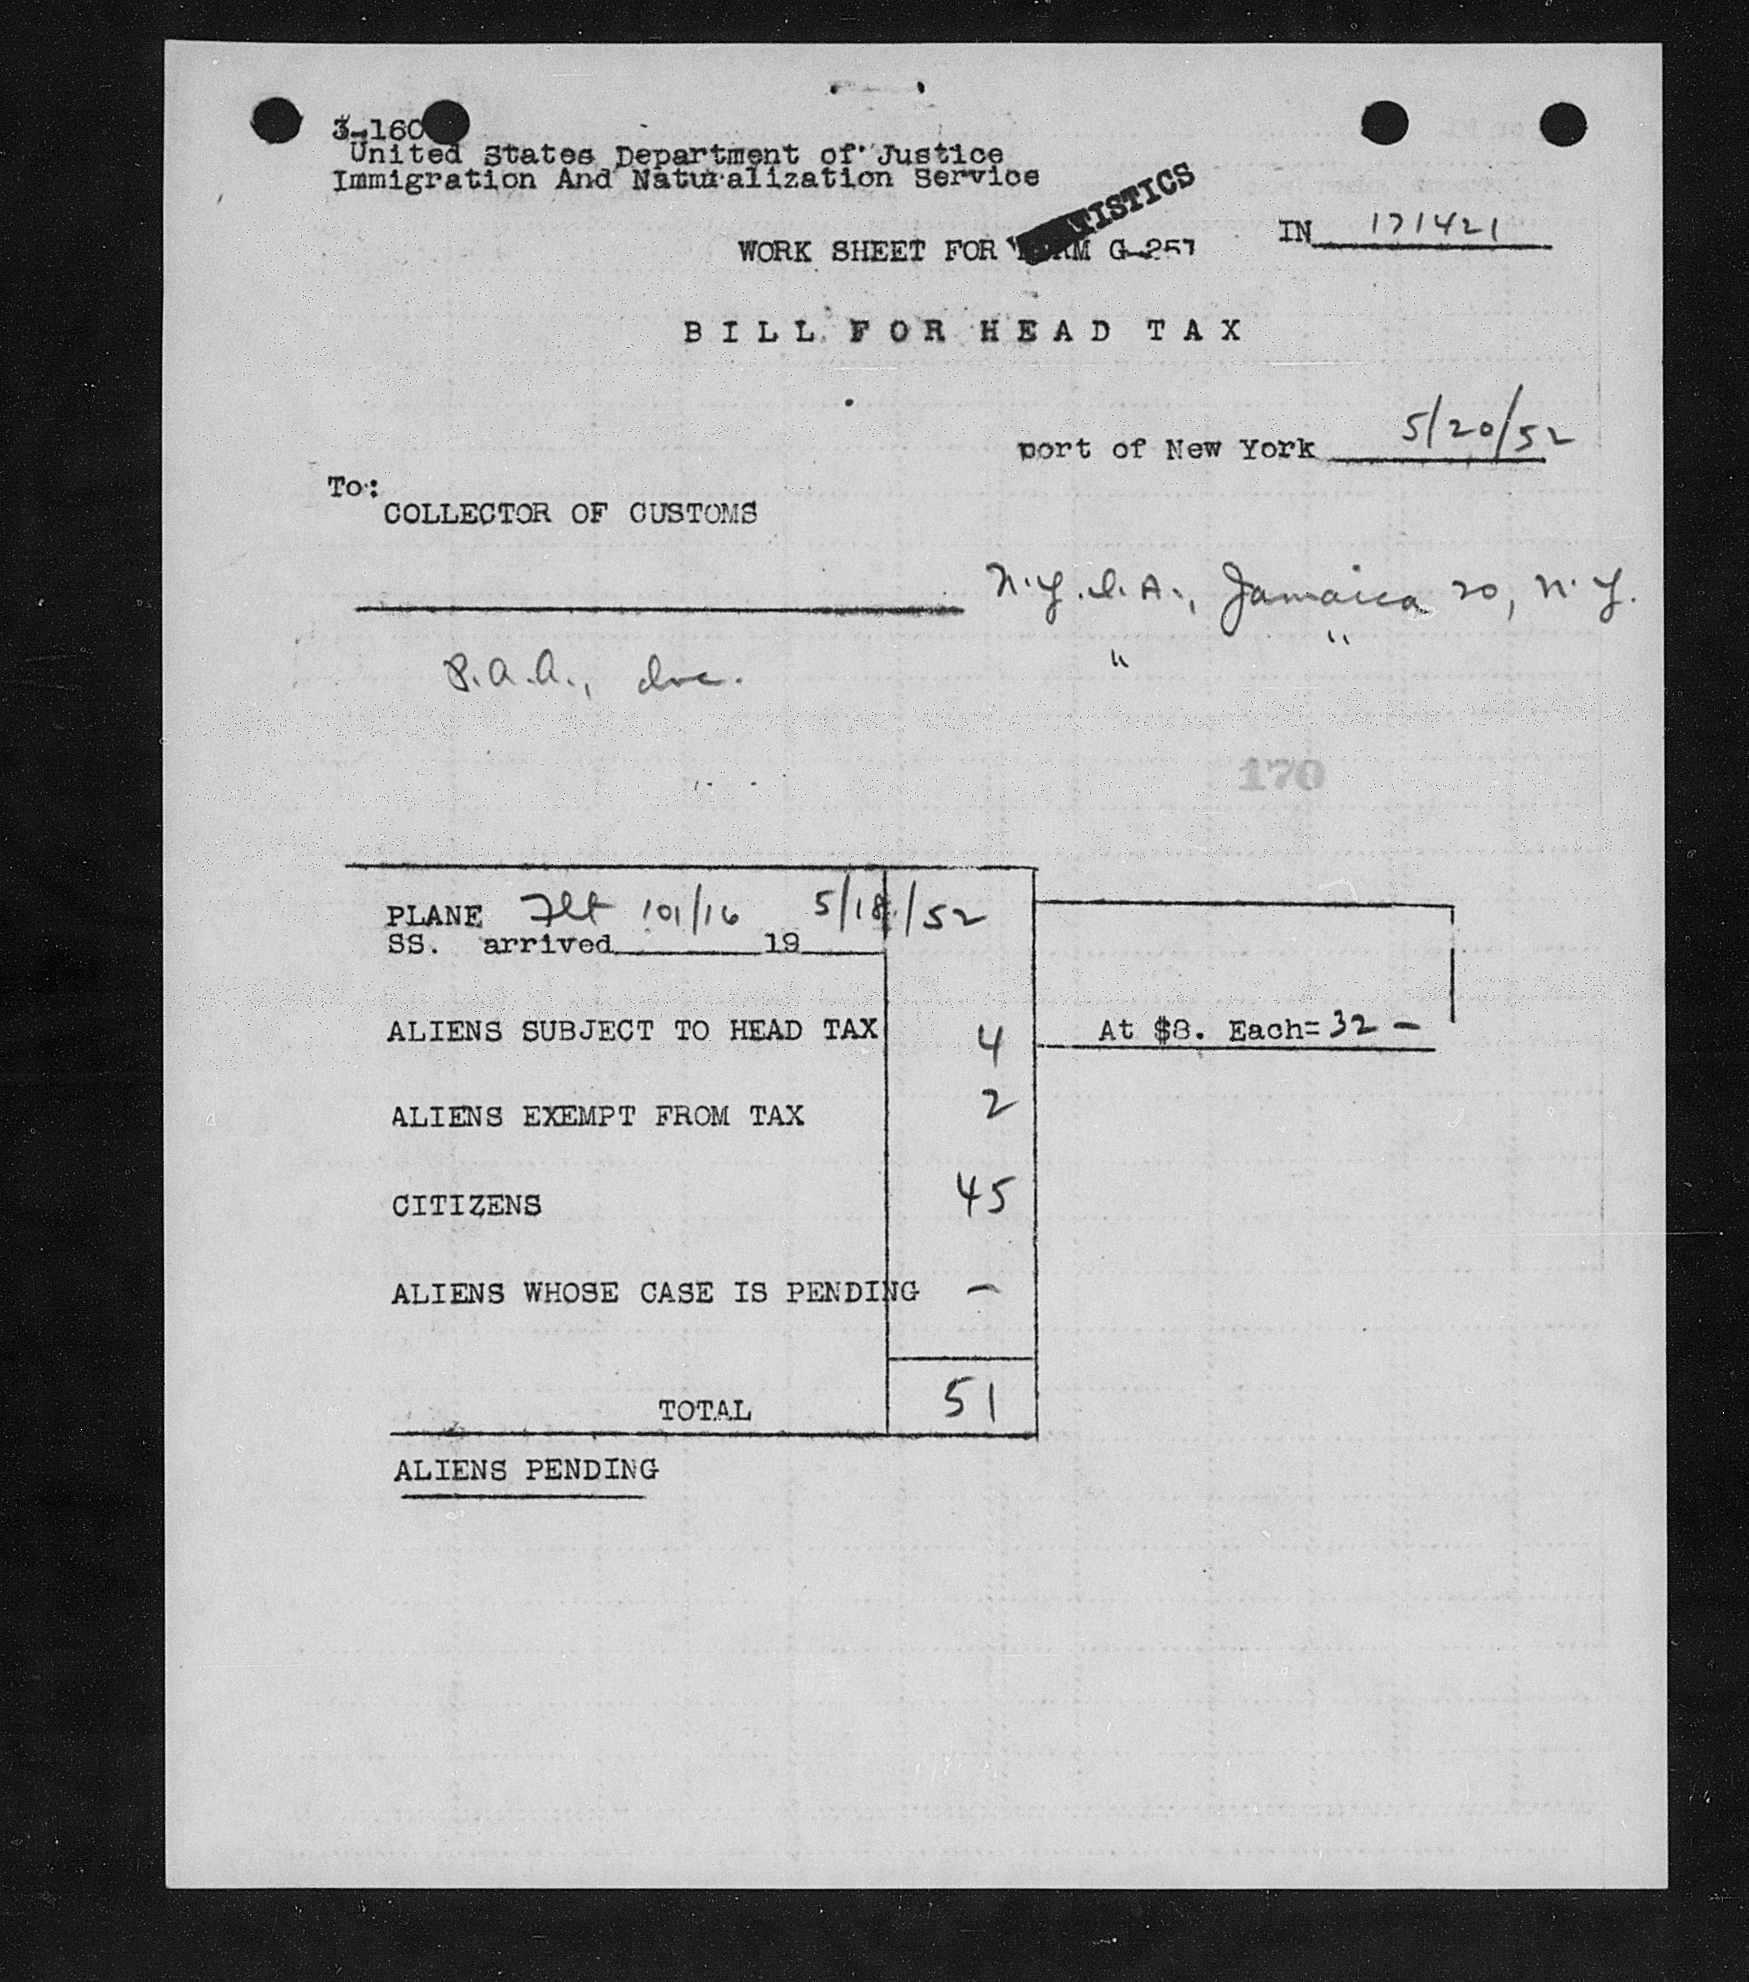 3-160
United States Department of Justice
Immigration And Naturalization Service
STATISTICS
WORK SHEET FOR FORM G-257
IN 171421
BILL FOR HEAD TAX
port of New York 5/20/52
To:
COLLECTOR OF CUSTOMS
N.Y.I.A., Jamaica 20, N.Y.
P.A.A., Inc. " "
170
PLANE Flt 101/16 5/18/52
SS. arrived 19
ALIENS SUBJECT TO HEAD TAX 4 At $8. Each= 32 -
ALIENS EXEMPT FROM TAX 2
CITIZENS 45
ALIENS WHOSE CASE IS PENDING -
TOTAL 51
ALIENS PENDING